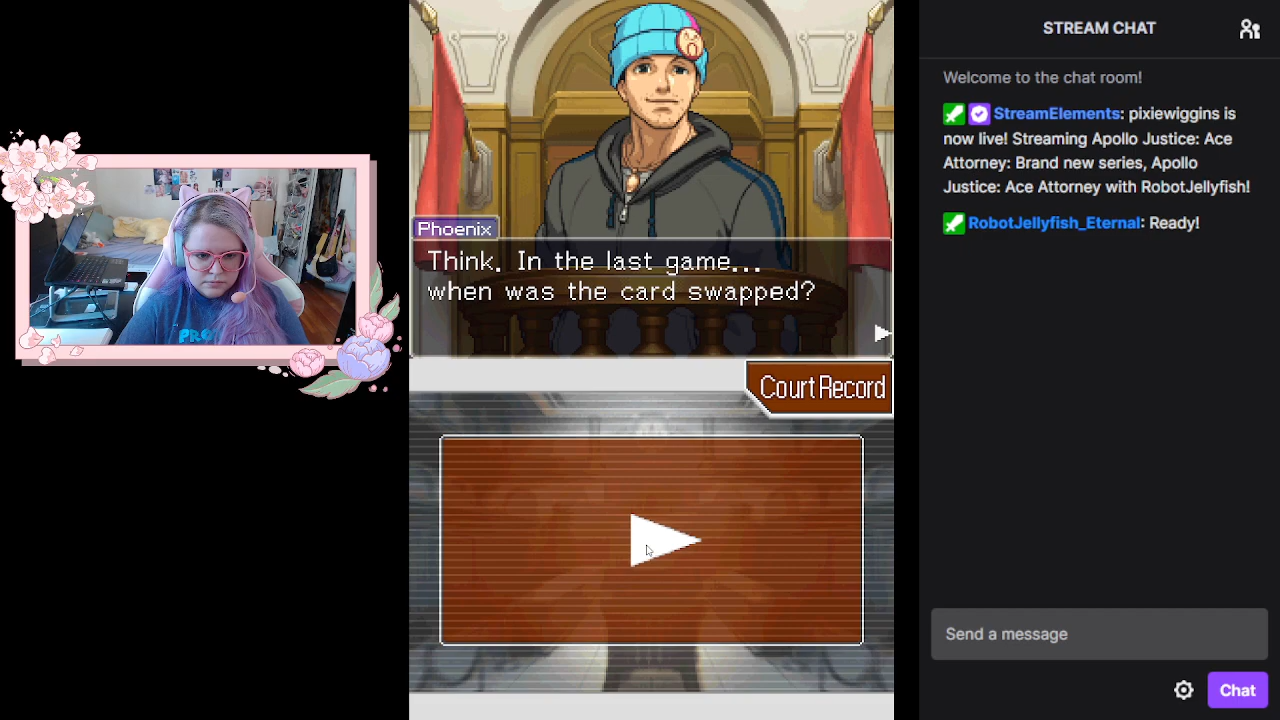 PRO
Phoenix
Think. In the last game...
when was the card swapped?
Court Record
STREAM CHAT
Welcome to the chat room!
StreamElements: pixiewiggins is
now live! Streaming Apollo Justice: Ace
Attorney: Brand new series, Apollo
Justice: Ace Attorney with RobotJellyfish!
RobotJellyfish_Eternal: Ready!
Send a message
Chat